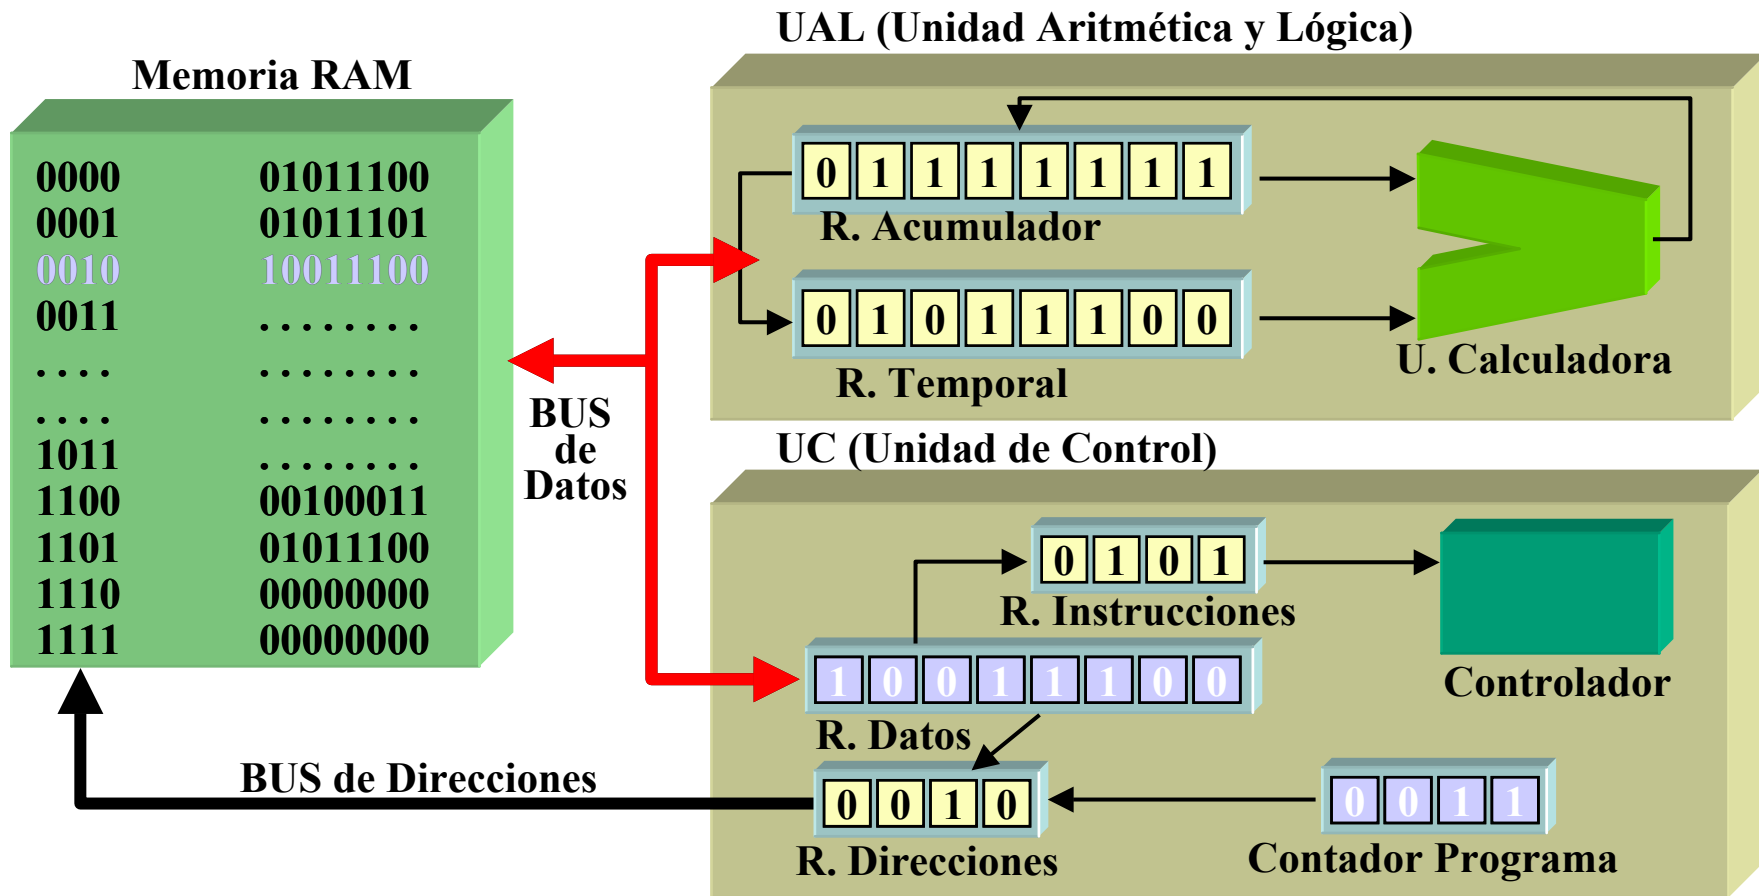 Memoria RAM
0000 01011100
0001 01011101
0010 10011100
0011 ........
.... ........
.... ........
1011 ........
1100 00100011
1101 01011100
1110 00000000
1111 00000000
BUS
de
Datos
BUS de Direcciones
UAL (Unidad Aritmética y Lógica)
0 1 1 1 1 1 1 1
R. Acumulador
0 1 0 1 1 1 0 0
R. Temporal
U. Calculadora
UC (Unidad de Control)
0 1 0 1
R. Instrucciones
1 0 0 1 1 1 0 0
R. Datos
Controlador
0 0 1 0
R. Direcciones
0 0 1 1
Contador Programa